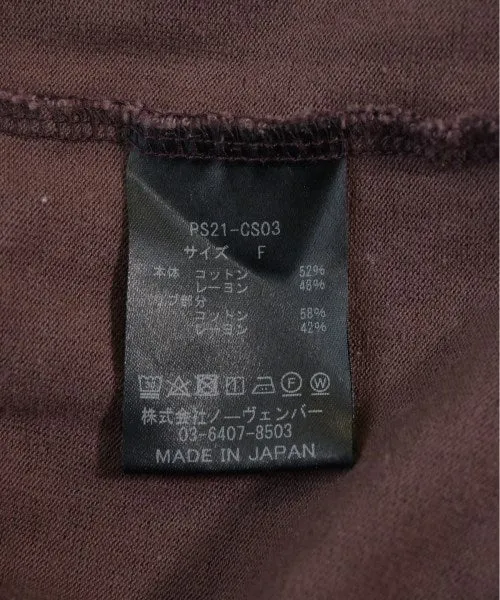 PS21-CS03
サイズ F
本体 コットン 52%
レーヨン 48%
リブ部分
コットン 58%
レーヨン 42%
株式会社ノーヴェンバー
03-6407-8503
MADE IN JAPAN